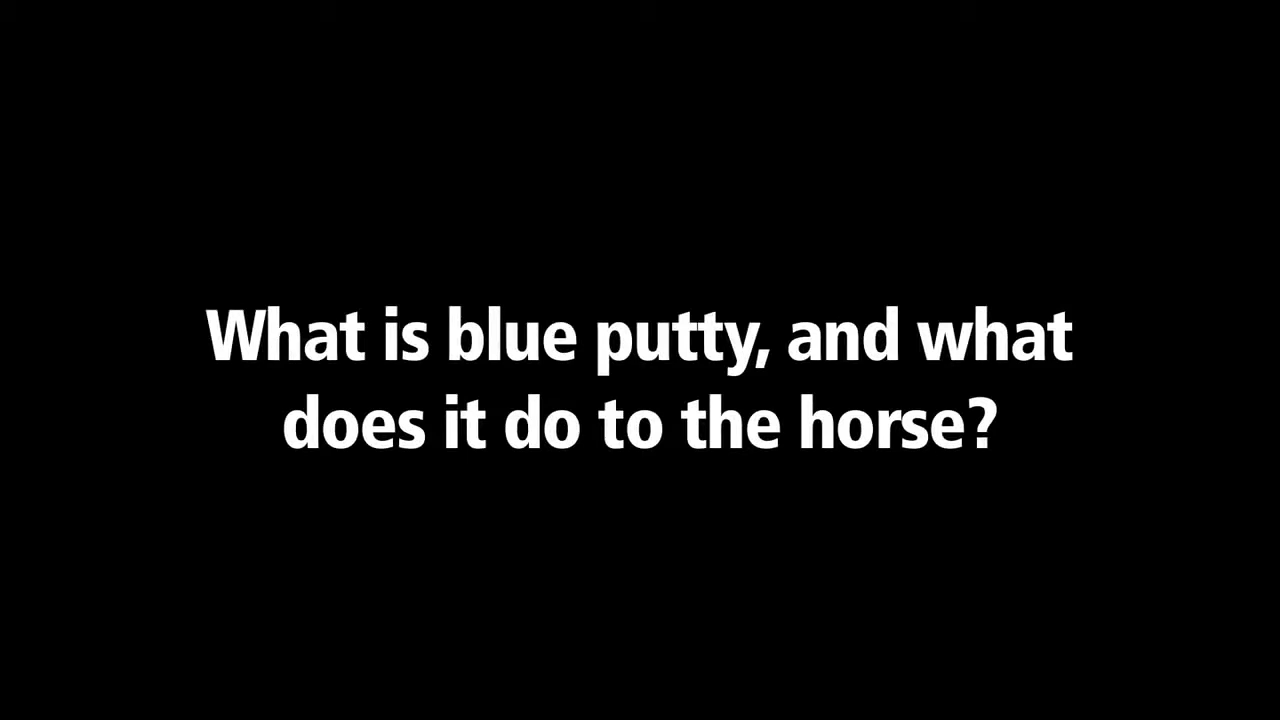 What is blue putty, and what
does it do to the horse?